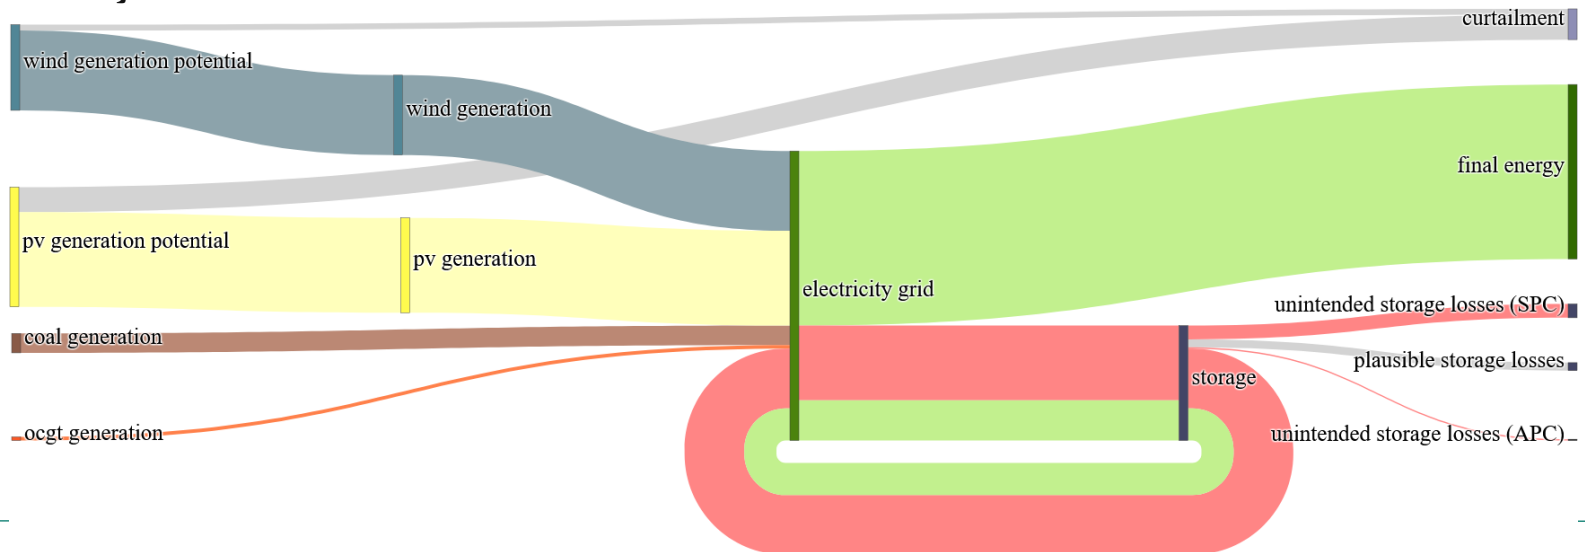 curtailment
wind generation potential
wind generation
final energy
pv generation potential
pv generation
electricity grid
unintended storage losses (SPC)
coal generation
plausible storage losses
storage
ocgt generation
unintended storage losses (APC)